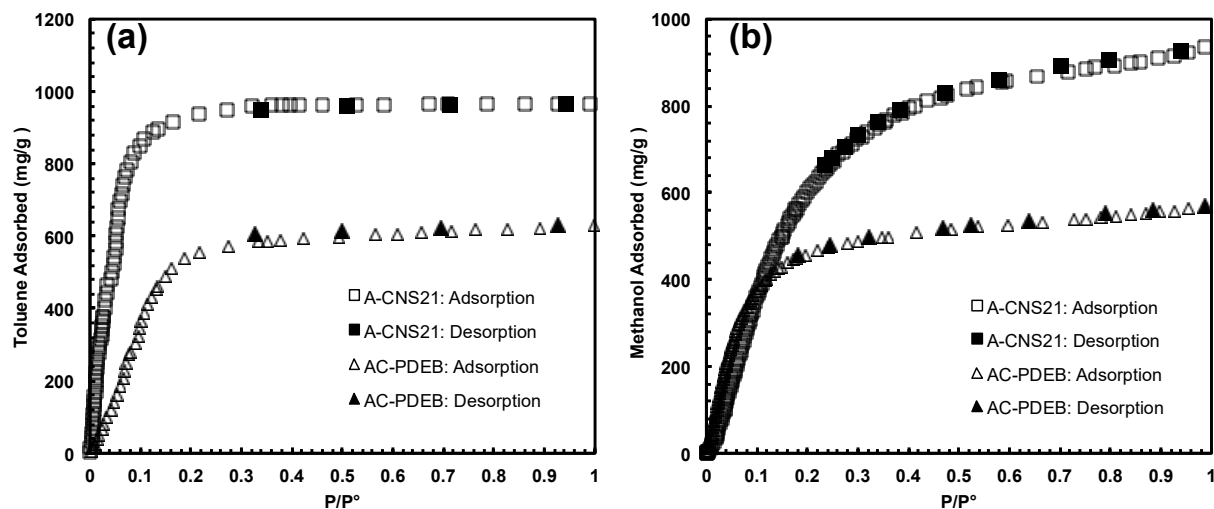 (a)
1200
1000
800
600
400
200
0
Toluene Adsorbed (mg/g)
A-CNS21: Adsorption
A-CNS21: Desorption
AC-PDEB: Adsorption
AC-PDEB: Desorption
0 0.1 0.2 0.3 0.4 0.5 0.6 0.7 0.8 0.9 1
P/P°
(b)
1000
800
600
400
200
0
Methanol Adsorbed (mg/g)
A-CNS21: Adsorption
A-CNS21: Desorption
AC-PDEB: Adsorption
AC-PDEB: Desorption
0 0.1 0.2 0.3 0.4 0.5 0.6 0.7 0.8 0.9 1
P/P°